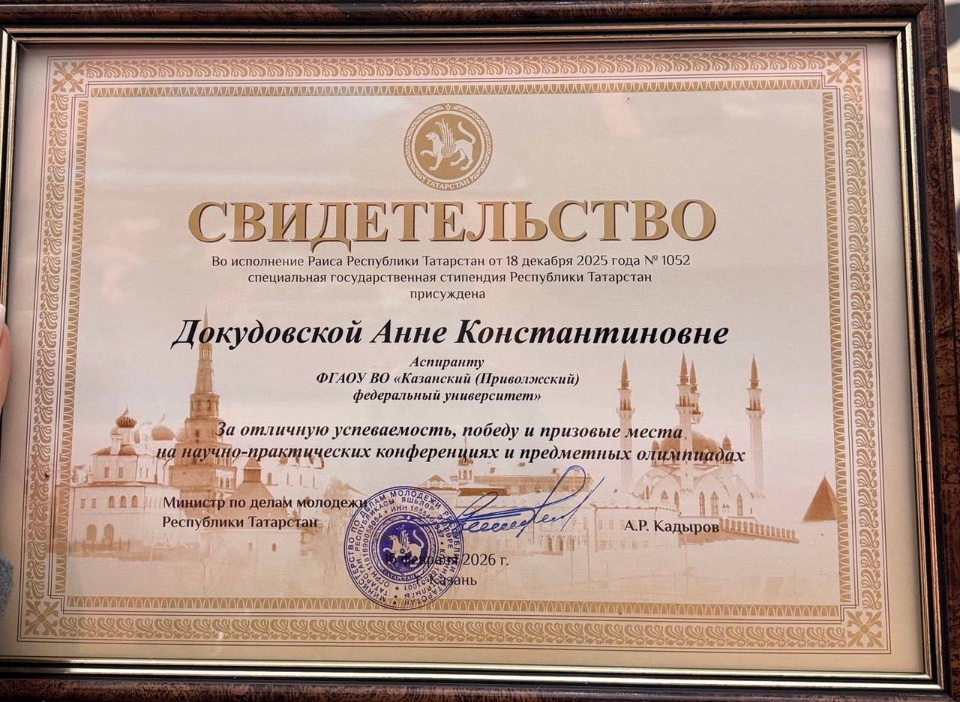 ТАТАРСТАН
СВИДЕТЕЛЬСТВО
Во исполнение Раиса Республики Татарстан от 18 декабря 2025 года № 1052
специальная государственная стипендия Республики Татарстан
присуждена
Докудовской Анне Константиновне
Аспиранту
ФГАОУ ВО «Казанский (Приволжский)
федеральный университет»
За отличную успеваемость, победу и призовые места
на научно-практических конференциях и предметных олимпиадах
Министр по делам молодежи
Республики Татарстан
А.Р. Кадыров
февраля 2026 г.
Казань